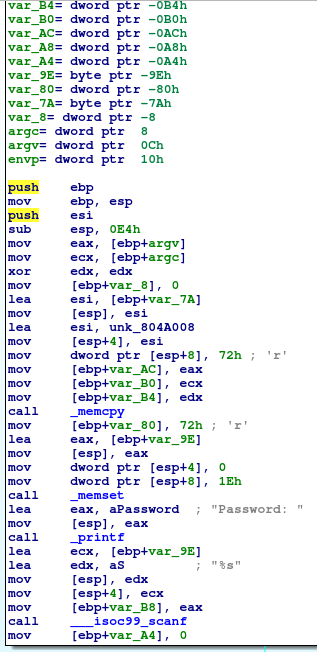 var_B4= dword ptr -0B4h
var_B0= dword ptr -0B0h
var_AC= dword ptr -0ACh
var_A8= dword ptr -0A8h
var_A4= dword ptr -0A4h
var_9E= byte ptr -9Eh
var_80= dword ptr -80h
var_7A= byte ptr -7Ah
var_8= dword ptr -8
argc= dword ptr  8
argv= dword ptr  0Ch
envp= dword ptr  10h
push    ebp
mov     ebp, esp
push    esi
sub     esp, 0E4h
mov     eax, [ebp+argv]
mov     ecx, [ebp+argc]
xor     edx, edx
mov     [ebp+var_8], 0
lea     esi, [ebp+var_7A]
mov     [esp], esi
lea     esi, unk_804A008
mov     [esp+4], esi
mov     dword ptr [esp+8], 72h ; 'r'
mov     [ebp+var_AC], eax
mov     [ebp+var_B0], ecx
mov     [ebp+var_B4], edx
call    _memcpy
mov     [ebp+var_80], 72h ; 'r'
lea     eax, [ebp+var_9E]
mov     [esp], eax
mov     dword ptr [esp+4], 0
mov     dword ptr [esp+8], 1Eh
call    _memset
lea     eax, aPassword  ; "Password: "
mov     [esp], eax
call    _printf
lea     ecx, [ebp+var_9E]
lea     edx, aS         ; "%s"
mov     [esp], edx
mov     [esp+4], ecx
mov     [ebp+var_B8], eax
call    ___isoc99_scanf
mov     [ebp+var_A4], 0